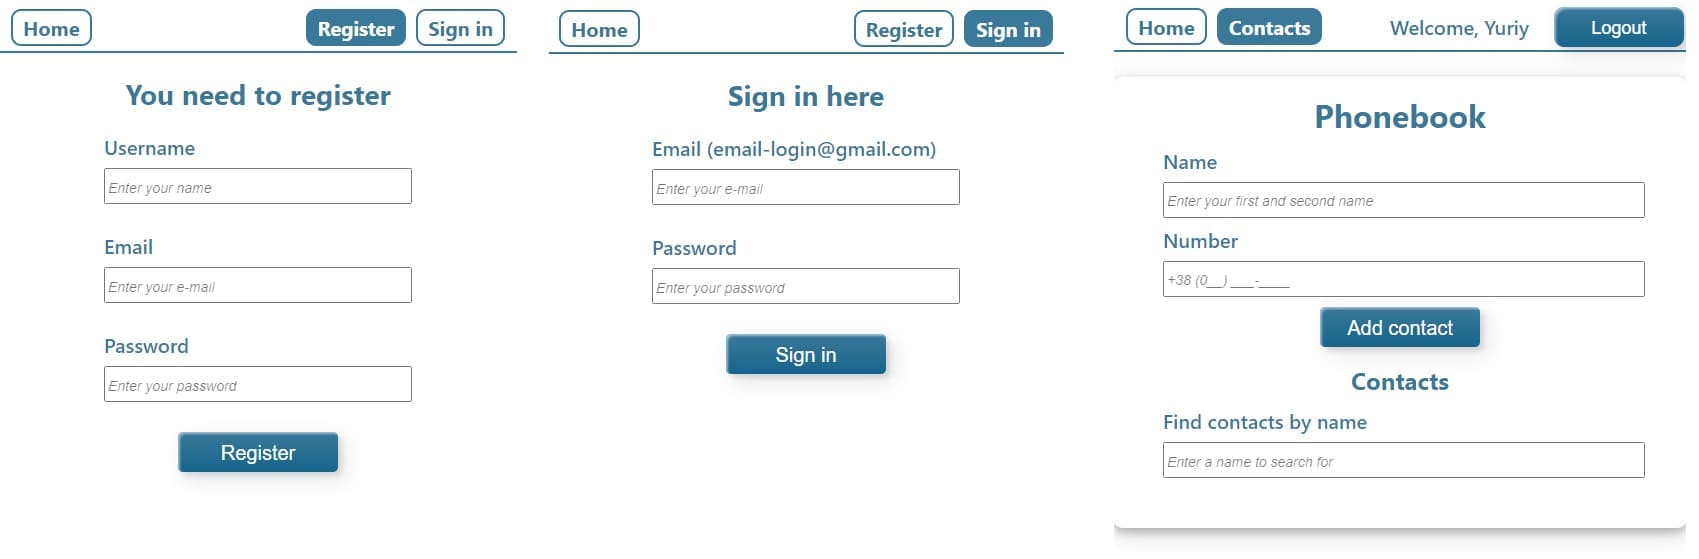 Home Register Sign in
You need to register
Username
Enter your name
Email
Enter your e-mail
Password
Enter your password
Register
Home Register Sign in
Sign in here
Email (email-login@gmail.com)
Enter your e-mail
Password
Enter your password
Sign in
Home Contacts Welcome, Yuriy Logout
Phonebook
Name
Enter your first and second name
Number
+38 (0__) ___-____
Add contact
Contacts
Find contacts by name
Enter a name to search for